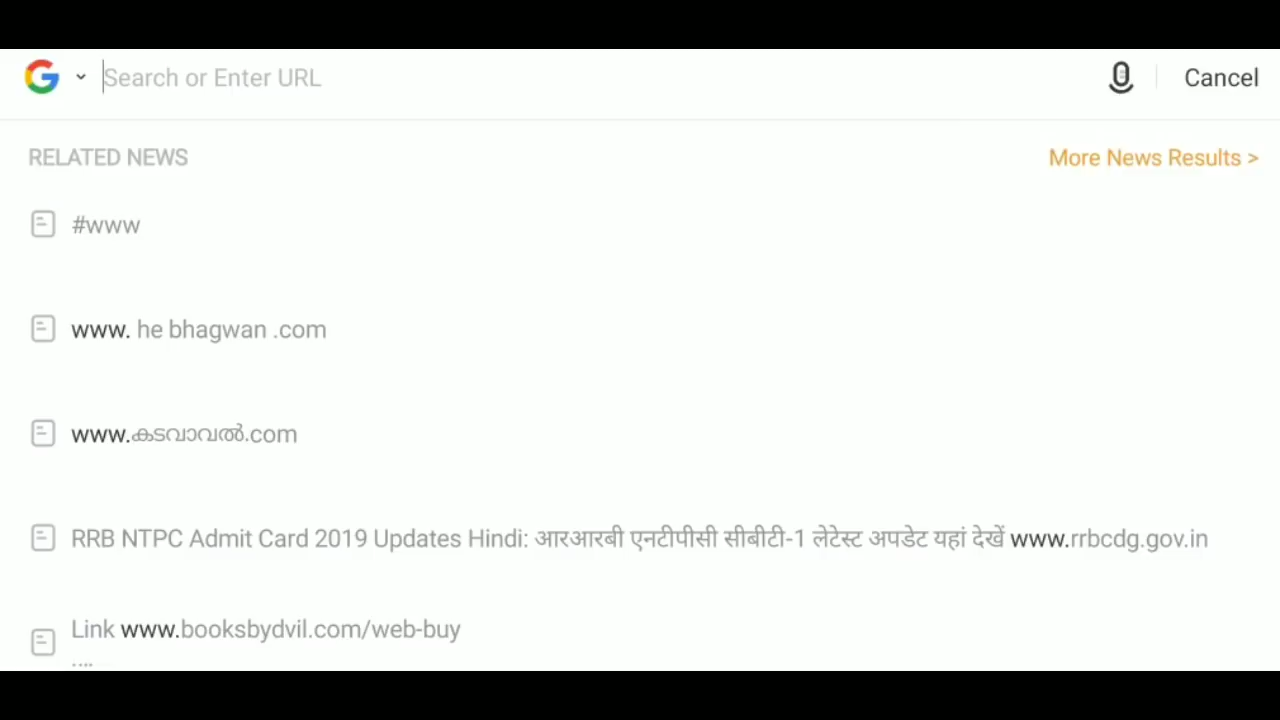 Search or Enter URL
Cancel
RELATED NEWS
More News Results >
#www
www. he bhagwan .com
www.കടവാവൽ.com
RRB NTPC Admit Card 2019 Updates Hindi: आरआरबी एनटीपीसी सीबीटी-1 लेटेस्ट अपडेट यहां देखें www.rrbcdg.gov.in
Link www.booksbydvil.com/web-buy
....